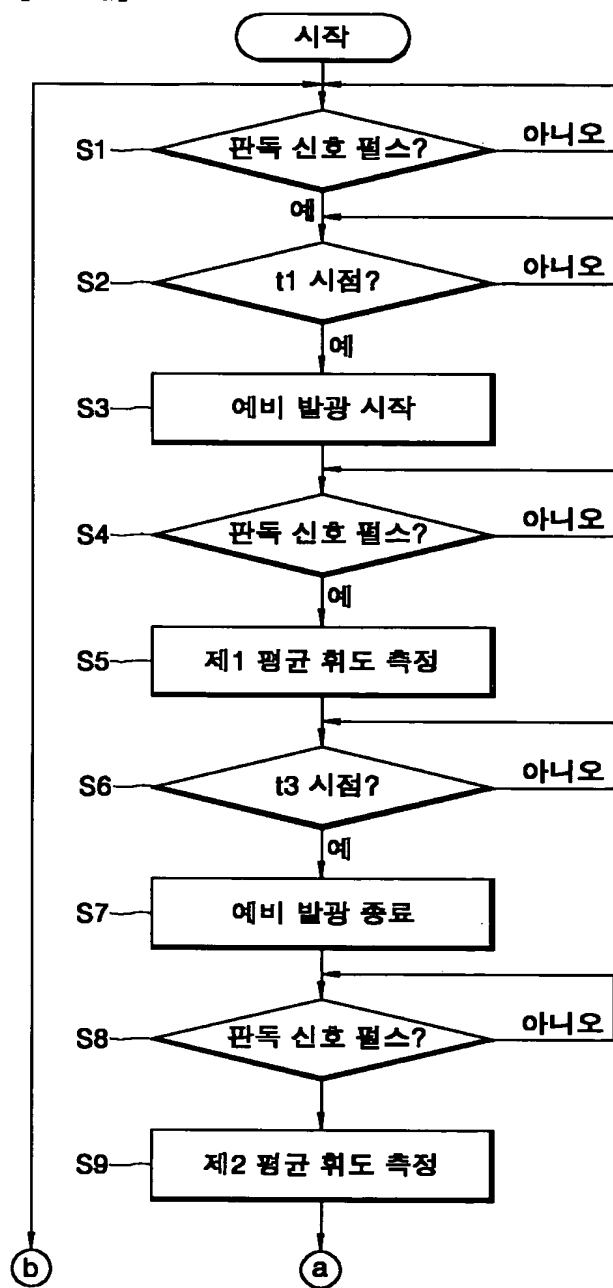 시작
S1 판독 신호 펄스? 아니오
예
S2 t1 시점? 아니오
예
S3 예비 발광 시작
S4 판독 신호 펄스? 아니오
예
S5 제1 평균 휘도 측정
S6 t3 시점? 아니오
예
S7 예비 발광 종료
S8 판독 신호 펄스? 아니오
S9 제2 평균 휘도 측정
b a